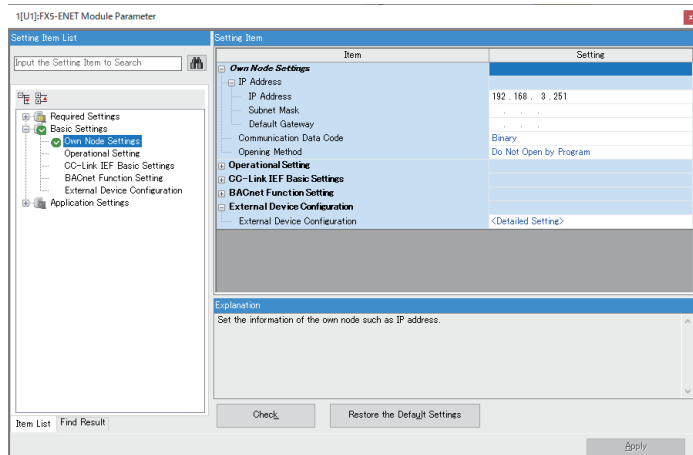 1[U1]:FX5-ENET Module Parameter
Setting Item List
Input the Setting Item to Search
Required Settings
Basic Settings
Own Node Settings
Operational Setting
CC-Link IEF Basic Settings
BACnet Function Setting
External Device Configuration
Application Settings
Item List
Find Result
Setting Item
Item
Setting
Own Node Settings
IP Address
IP Address
192 . 168 . 3 . 251
Subnet Mask
. . .
Default Gateway
. . .
Communication Data Code
Binary
Opening Method
Do Not Open by Program
Operational Setting
CC-Link IEF Basic Settings
BACnet Function Setting
External Device Configuration
External Device Configuration
<Detailed Setting>
Explanation
Set the information of the own node such as IP address.
Check
Restore the Default Settings
Apply